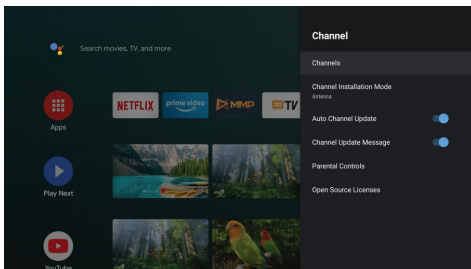 Search movies, TV, and more
Apps
NETFLIX
prime video
MMP
TV
Play Next
YouTube
Channel
Channels
Channel Installation Mode
Antenna
Auto Channel Update
Channel Update Message
Parental Controls
Open Source Licenses